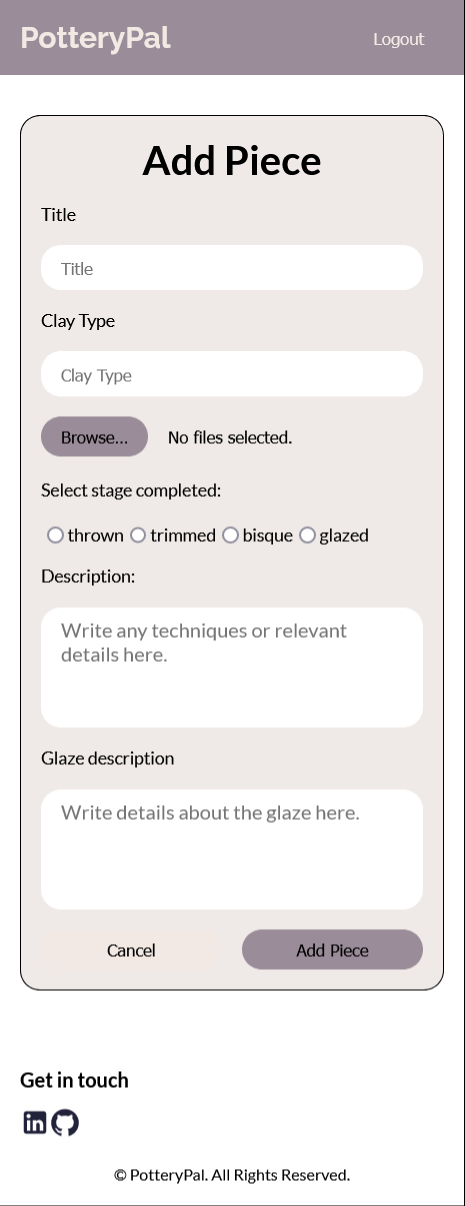 PotteryPal
Logout
Add Piece
Title
Title
Clay Type
Clay Type
Browse... No files selected.
Select stage completed:
thrown trimmed bisque glazed
Description:
Write any techniques or relevant
details here.
Glaze description
Write details about the glaze here.
Cancel Add Piece
Get in touch
in
© PotteryPal. All Rights Reserved.